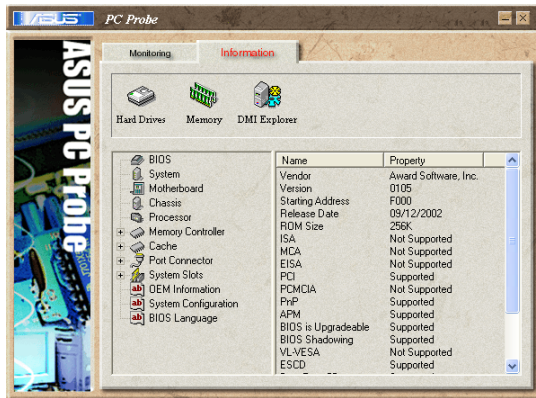 ASUS PC Probe
Monitoring Information
ASUS PC Probe
Hard Drives Memory DMI Explorer
BIOS
System
Motherboard
Chassis
Processor
Memory Controller
Cache
Port Connector
System Slots
OEM Information
System Configuration
BIOS Language
Name Property
Vendor Award Software, Inc.
Version 0105
Starting Address F000
Release Date 09/12/2002
ROM Size 256K
ISA Not Supported
MCA Not Supported
EISA Not Supported
PCI Supported
PCMCIA Not Supported
PnP Supported
APM Supported
BIOS is Upgradeable Supported
BIOS Shadowing Supported
VL-VESA Not Supported
ESCD Supported